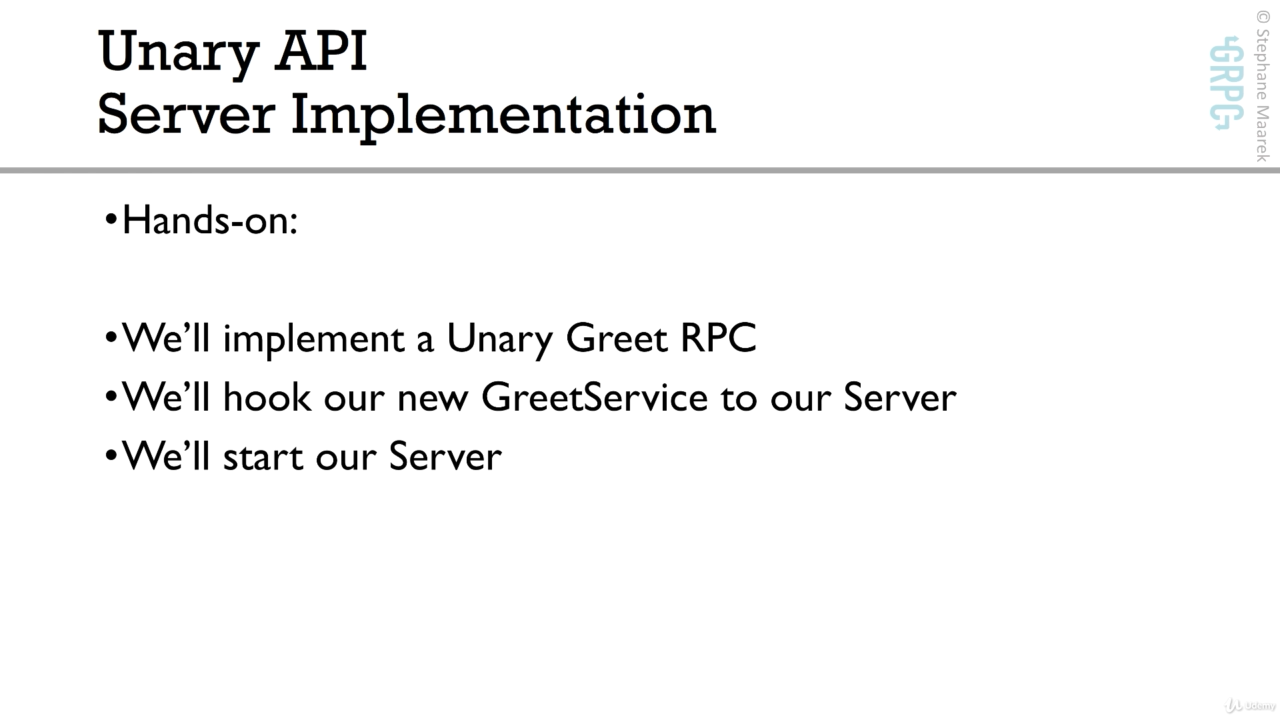 Unary API
Server Implementation
•Hands-on:
•We’ll implement a Unary Greet RPC
•We’ll hook our new GreetService to our Server
•We’ll start our Server
GRPC
© Stephane Maarek
Udemy